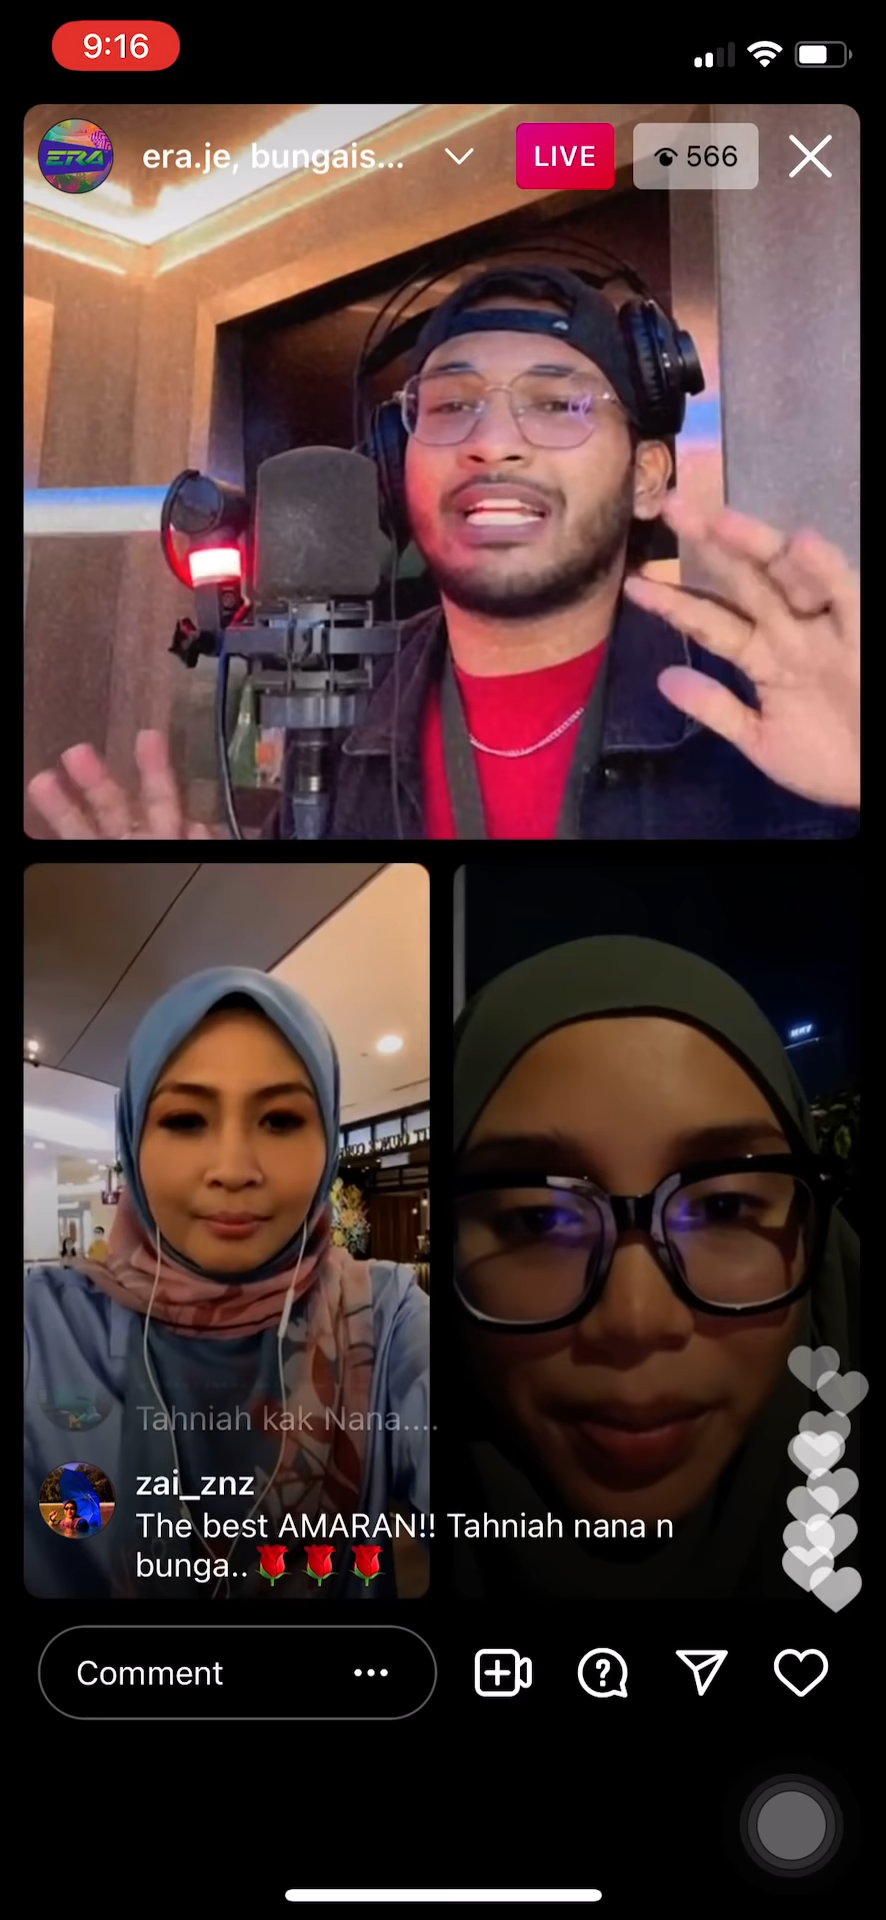 9:16
ERA
era.je, bungais...
LIVE
566
Tahniah kak Nana....
zai_znz
The best AMARAN!! Tahniah nana n
bunga..🌹🌹🌹
Comment